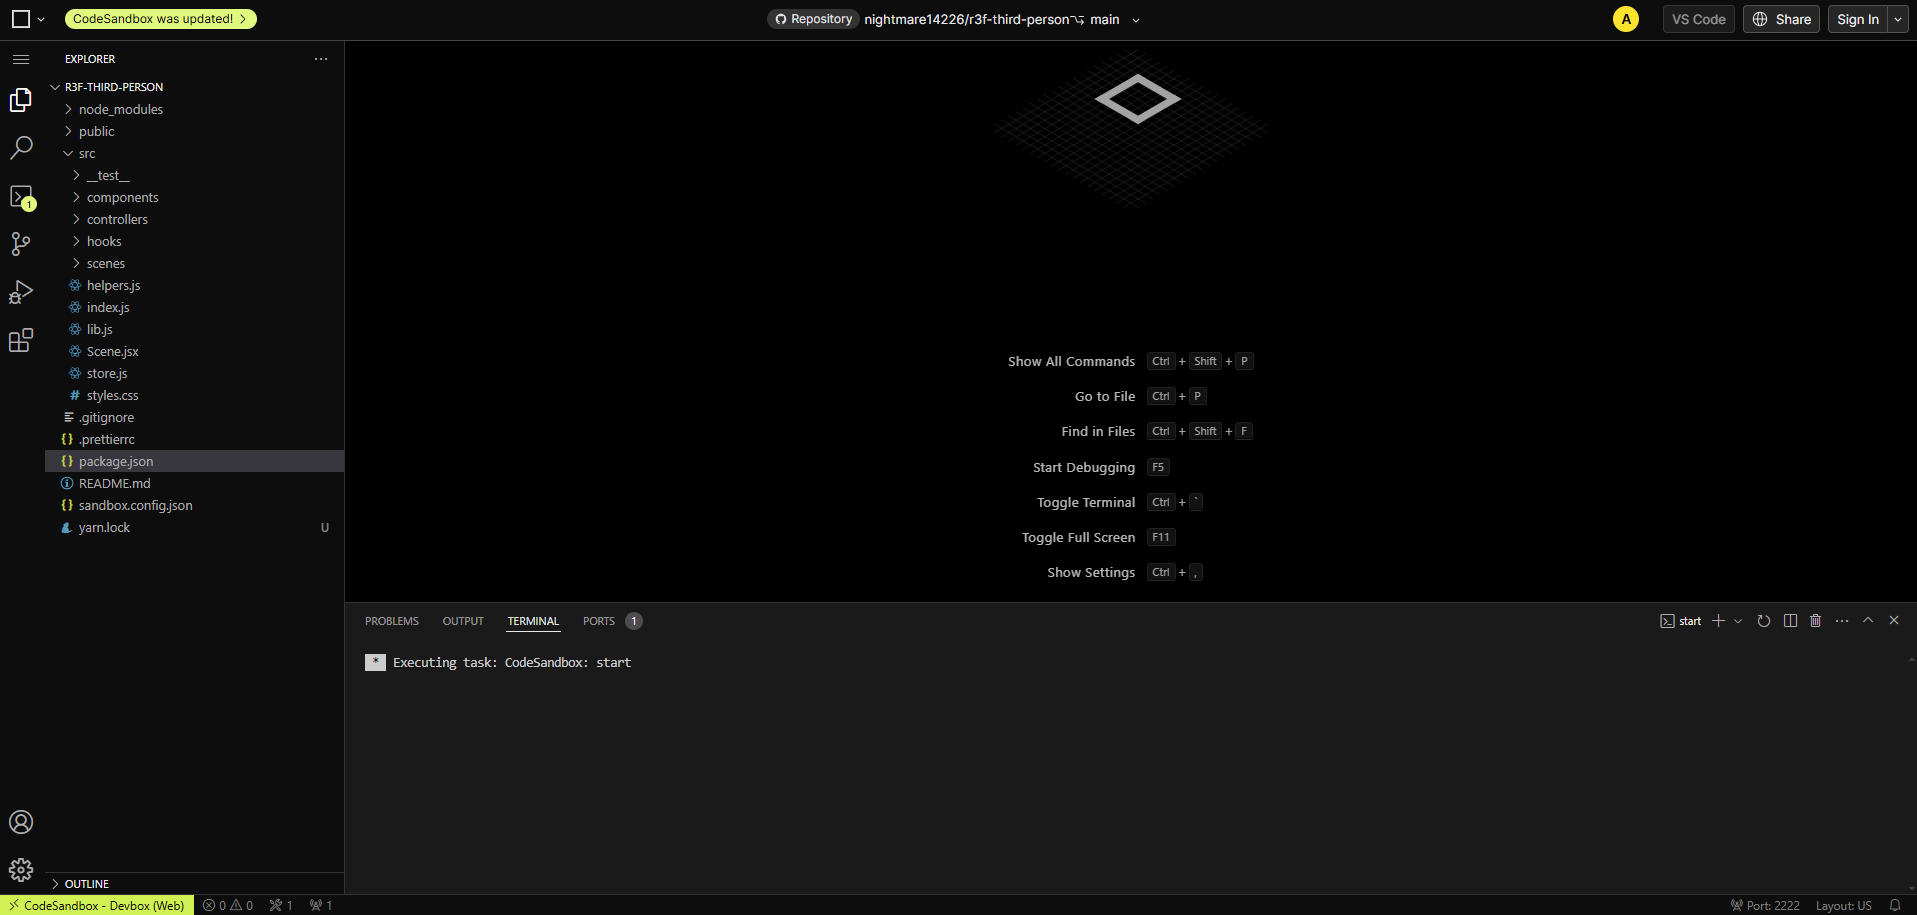 CodeSandbox was updated!
Repository nightmare14226/r3f-third-person main
A
VS Code
Share
Sign In
EXPLORER
R3F-THIRD-PERSON
node_modules
public
src
__test__
components
controllers
hooks
scenes
helpers.js
index.js
lib.js
Scene.jsx
store.js
# styles.css
.gitignore
{} .prettierrc
{} package.json
README.md
{} sandbox.config.json
yarn.lock U
1
OUTLINE
Show All Commands Ctrl + Shift + P
Go to File Ctrl + P
Find in Files Ctrl + Shift + F
Start Debugging F5
Toggle Terminal Ctrl + `
Toggle Full Screen F11
Show Settings Ctrl + ,
PROBLEMS OUTPUT TERMINAL PORTS 1
start
* Executing task: CodeSandbox: start
CodeSandbox - Devbox (Web) 0 0 1 1
Port: 2222 Layout: US